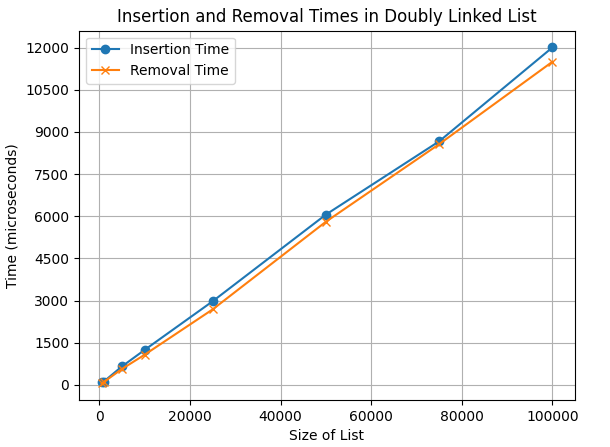 Insertion and Removal Times in Doubly Linked List
Insertion Time
Removal Time
Time (microseconds)
12000
10500
9000
7500
6000
4500
3000
1500
0
0 20000 40000 60000 80000 100000
Size of List